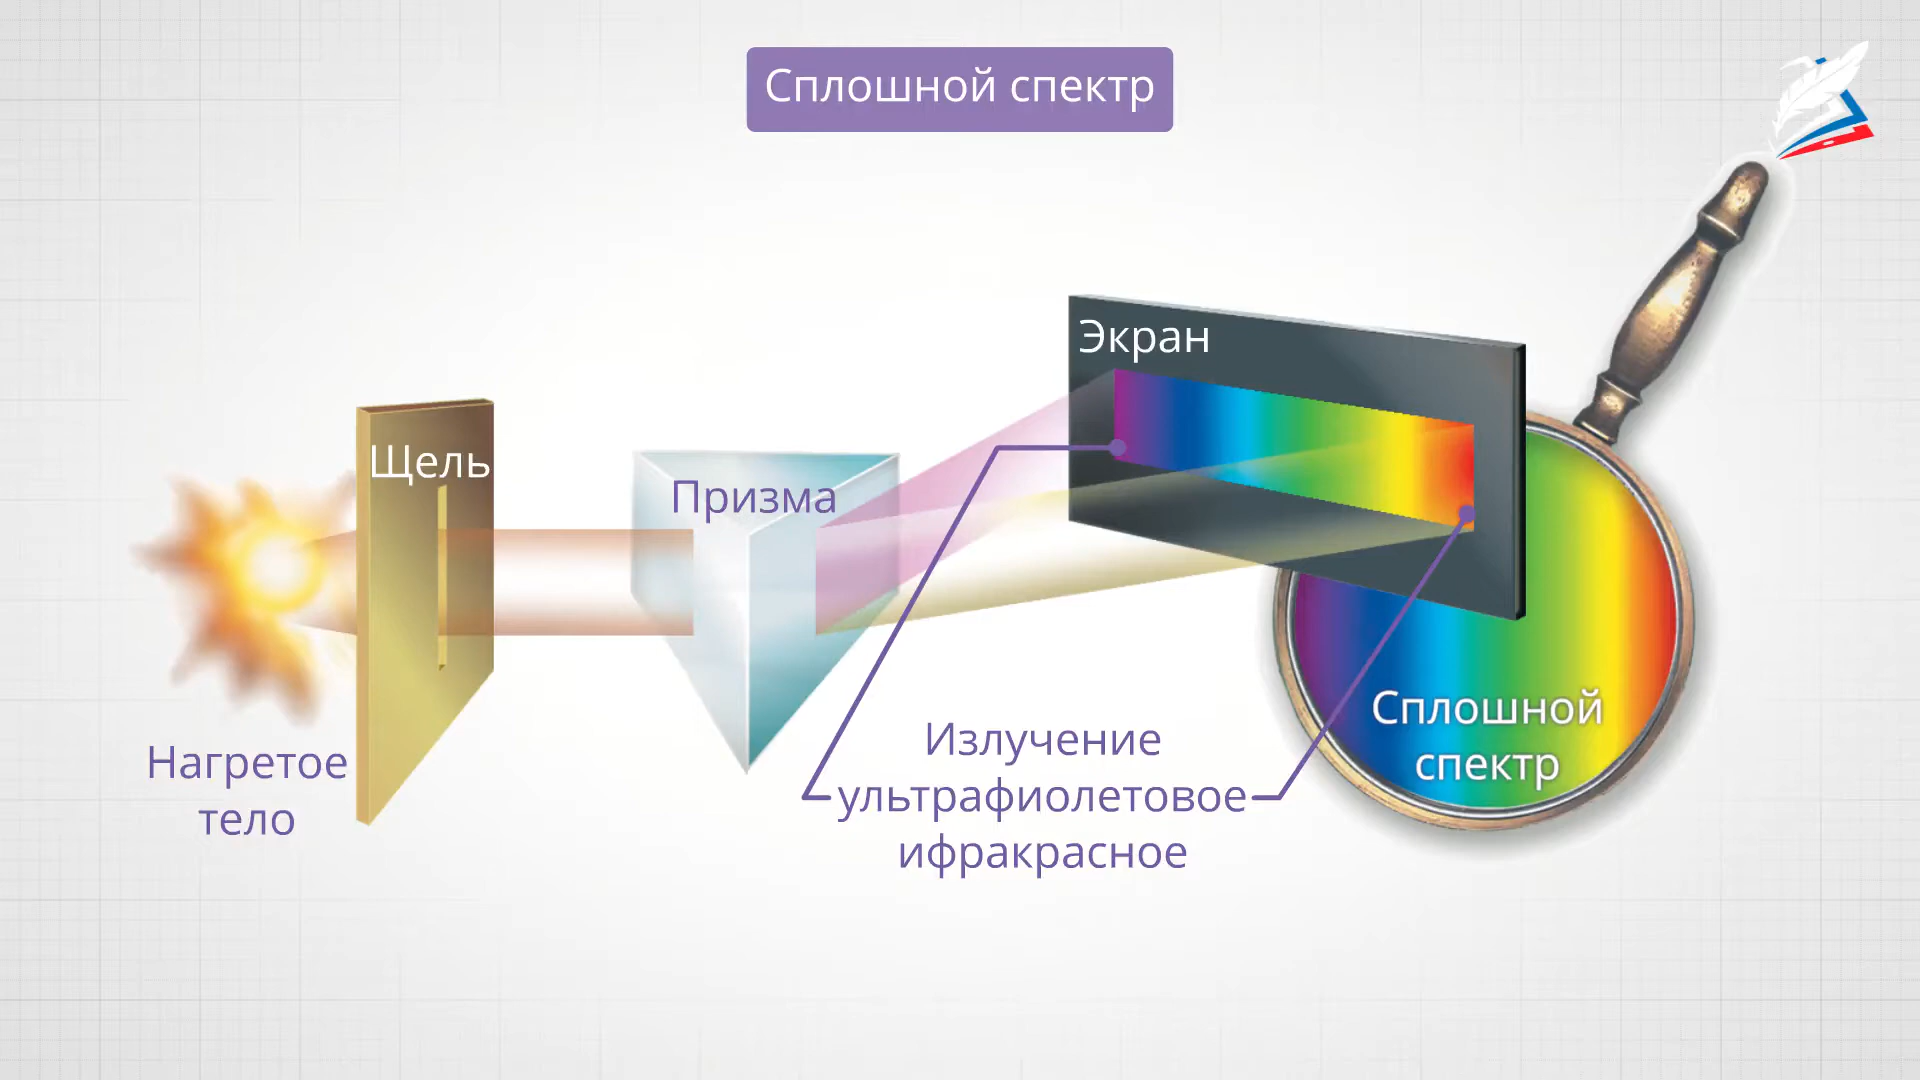 Сплошной спектр
Экран
Щель
Призма
Нагретое
тело
Излучение
ультрафиолетовое
ифракрасное
Сплошной
спектр